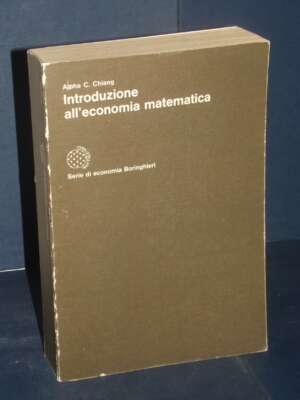 Alpha C. Chiang
Introduzione
all'economia matematica
Serie di economia Boringhieri